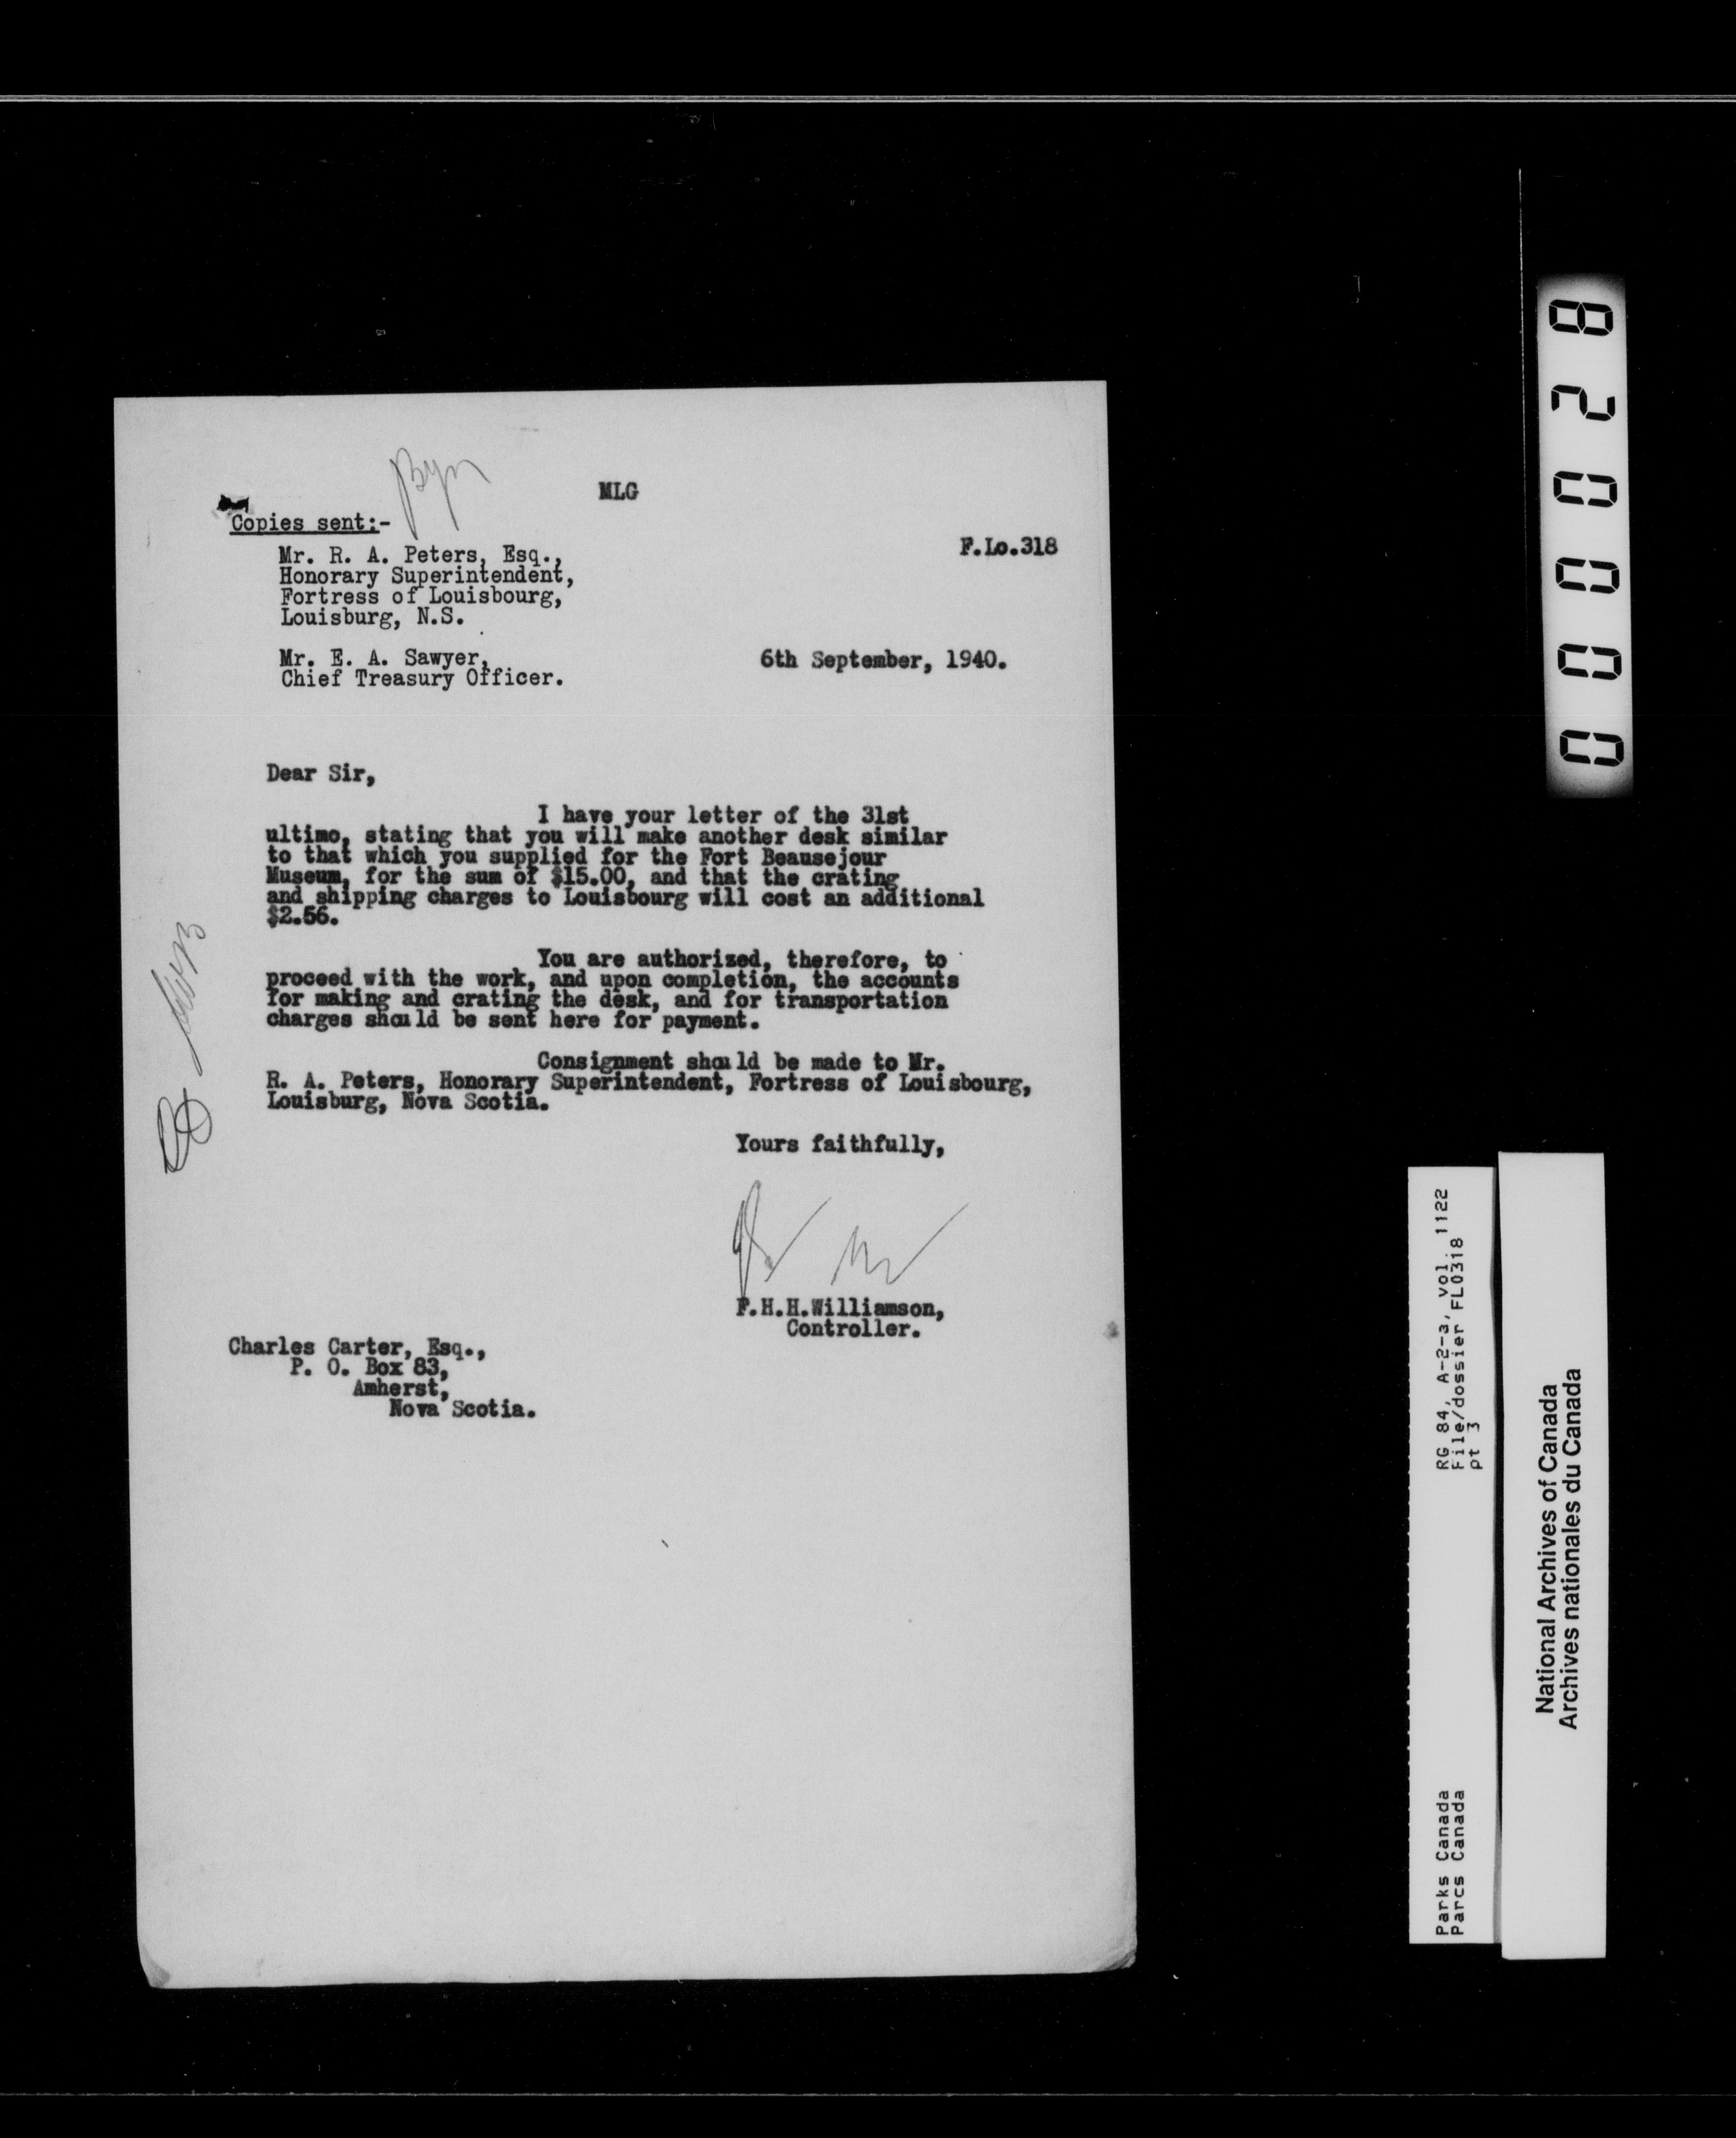 MLG
Copies sent:-
Mr. R. A. Peters, Esq.,
Honorary Superintendent,
Fortress of Louisbourg,
Louisburg, N.S.
F.Lo.318
Mr. E. A. Sawyer,
Chief Treasury Officer.
6th September, 1940.
Dear Sir,
I have your letter of the 31st
ultimo, stating that you will make another desk similar
to that which you supplied for the Fort Beausejour
Museum, for the sum of $15.00, and that the crating
and shipping charges to Louisbourg will cost an additional
$2.56.
You are authorized, therefore, to
proceed with the work, and upon completion, the accounts
for making and crating the desk, and for transportation
charges should be sent here for payment.
Consignment should be made to Mr.
R. A. Peters, Honorary Superintendent, Fortress of Louisbourg,
Louisburg, Nova Scotia.
Yours faithfully,
F.H.H.Williamson,
Controller.
Charles Carter, Esq.,
P. O. Box 83,
Amherst,
Nova Scotia.
000028
RG 84, A-2-3, vol. 1122
File/dossier FL0318
pt 3
Parks Canada
Parcs Canada
National Archives of Canada
Archives nationales du Canada